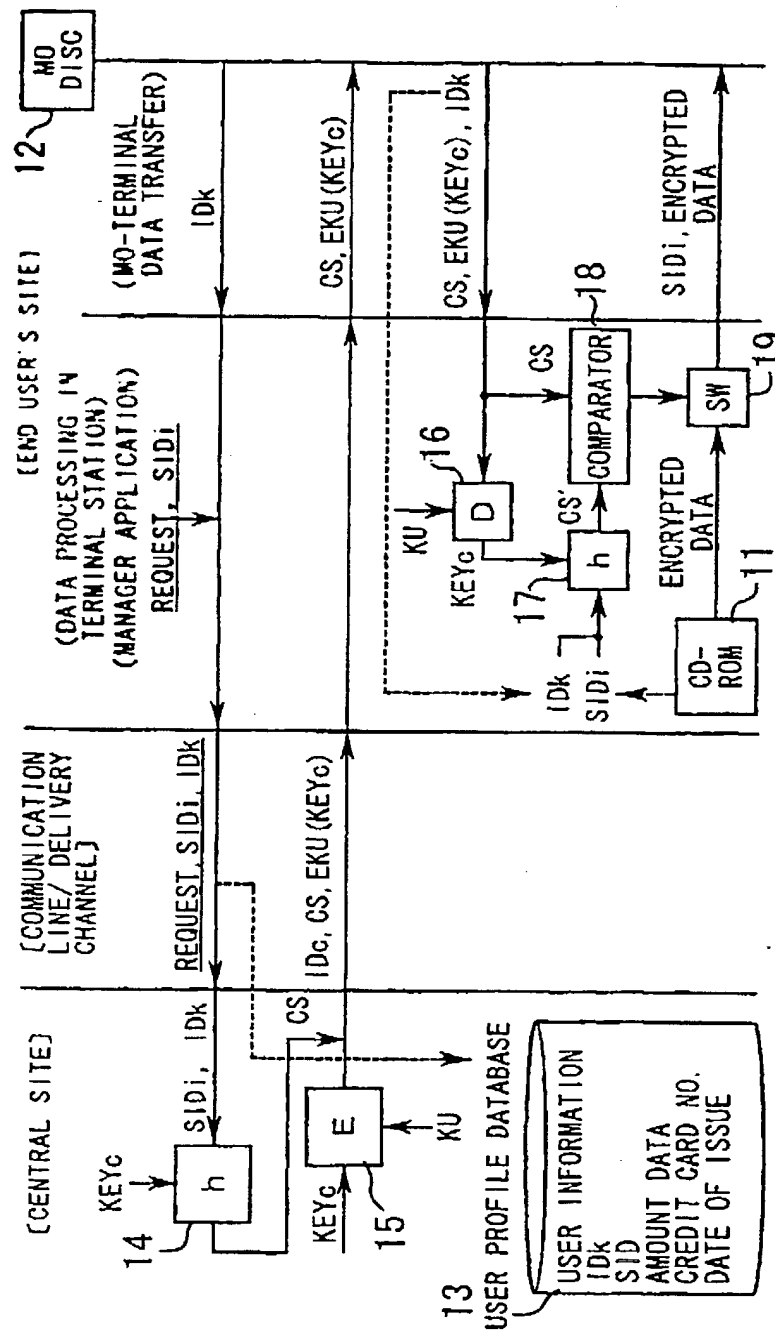 [CENTRAL SITE]
[COMMUNICATION
LINE/ DELIVERY
CHANNEL]
[END USER'S SITE]
(DATA PROCESSING IN
TERMINAL STATION)
(MANAGER APPLICATION)
(MO-TERMINAL
DATA TRANSFER)
12
MO
DISC
IDk
REQUEST, SIDi
REQUEST, SIDi, IDk
SIDi, IDk
KEYc
h
14
CS
KEYc
E
15
KU
IDc, CS, EKU(KEYc)
CS, EKU(KEYc)
CS, EKU(KEYc), IDk
KU
D
16
KEYc
h
17
CS'
CS
COMPARATOR
18
IDk
SIDi
CD-
ROM
11
ENCRYPTED
DATA
SW
19
SIDi, ENCRYPTED
DATA
13
USER PROFILE DATABASE
USER INFORMATION
IDk
SID
AMOUNT DATA
CREDIT CARD NO.
DATE OF ISSUE